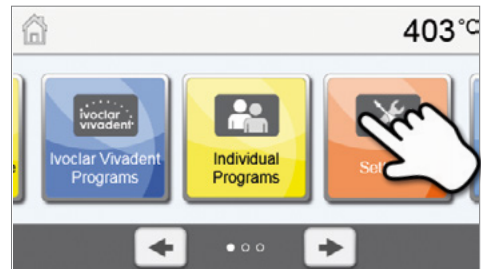 403°C
ivoclar
vivadent
Ivoclar Vivadent
Programs
Individual
Programs